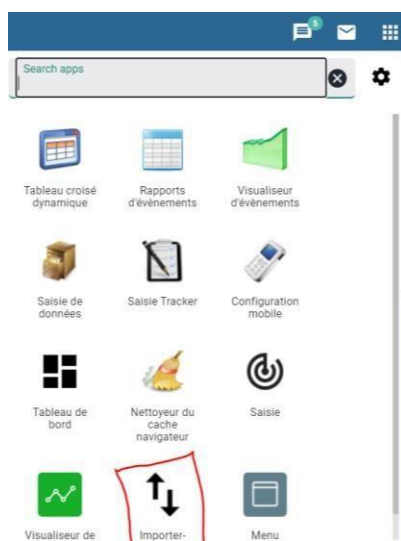 5
Search apps
Tableau croisé
dynamique
Rapports
d'évènements
Visualiseur
d'évènements
Saisie de
données
Saisie Tracker
Configuration
mobile
Tableau de
bord
Nettoyeur du
cache
navigateur
Saisie
Visualiseur de
Importer-
Menu